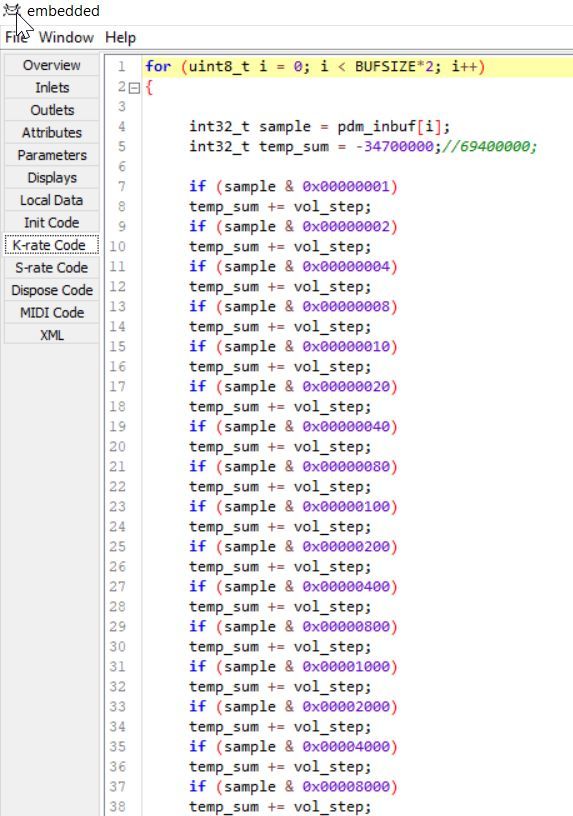 embedded
File Window Help
Overview
Inlets
Outlets
Attributes
Parameters
Displays
Local Data
Init Code
K-rate Code
S-rate Code
Dispose Code
MIDI Code
XML
1 for (uint8_t i = 0; i < BUFSIZE*2; i++)
2 {
3
4 int32_t sample = pdm_inbuf[i];
5 int32_t temp_sum = -34700000;//69400000;
6
7 if (sample & 0x00000001)
8 temp_sum += vol_step;
9 if (sample & 0x00000002)
10 temp_sum += vol_step;
11 if (sample & 0x00000004)
12 temp_sum += vol_step;
13 if (sample & 0x00000008)
14 temp_sum += vol_step;
15 if (sample & 0x00000010)
16 temp_sum += vol_step;
17 if (sample & 0x00000020)
18 temp_sum += vol_step;
19 if (sample & 0x00000040)
20 temp_sum += vol_step;
21 if (sample & 0x00000080)
22 temp_sum += vol_step;
23 if (sample & 0x00000100)
24 temp_sum += vol_step;
25 if (sample & 0x00000200)
26 temp_sum += vol_step;
27 if (sample & 0x00000400)
28 temp_sum += vol_step;
29 if (sample & 0x00000800)
30 temp_sum += vol_step;
31 if (sample & 0x00001000)
32 temp_sum += vol_step;
33 if (sample & 0x00002000)
34 temp_sum += vol_step;
35 if (sample & 0x00004000)
36 temp_sum += vol_step;
37 if (sample & 0x00008000)
38 temp_sum += vol_step;